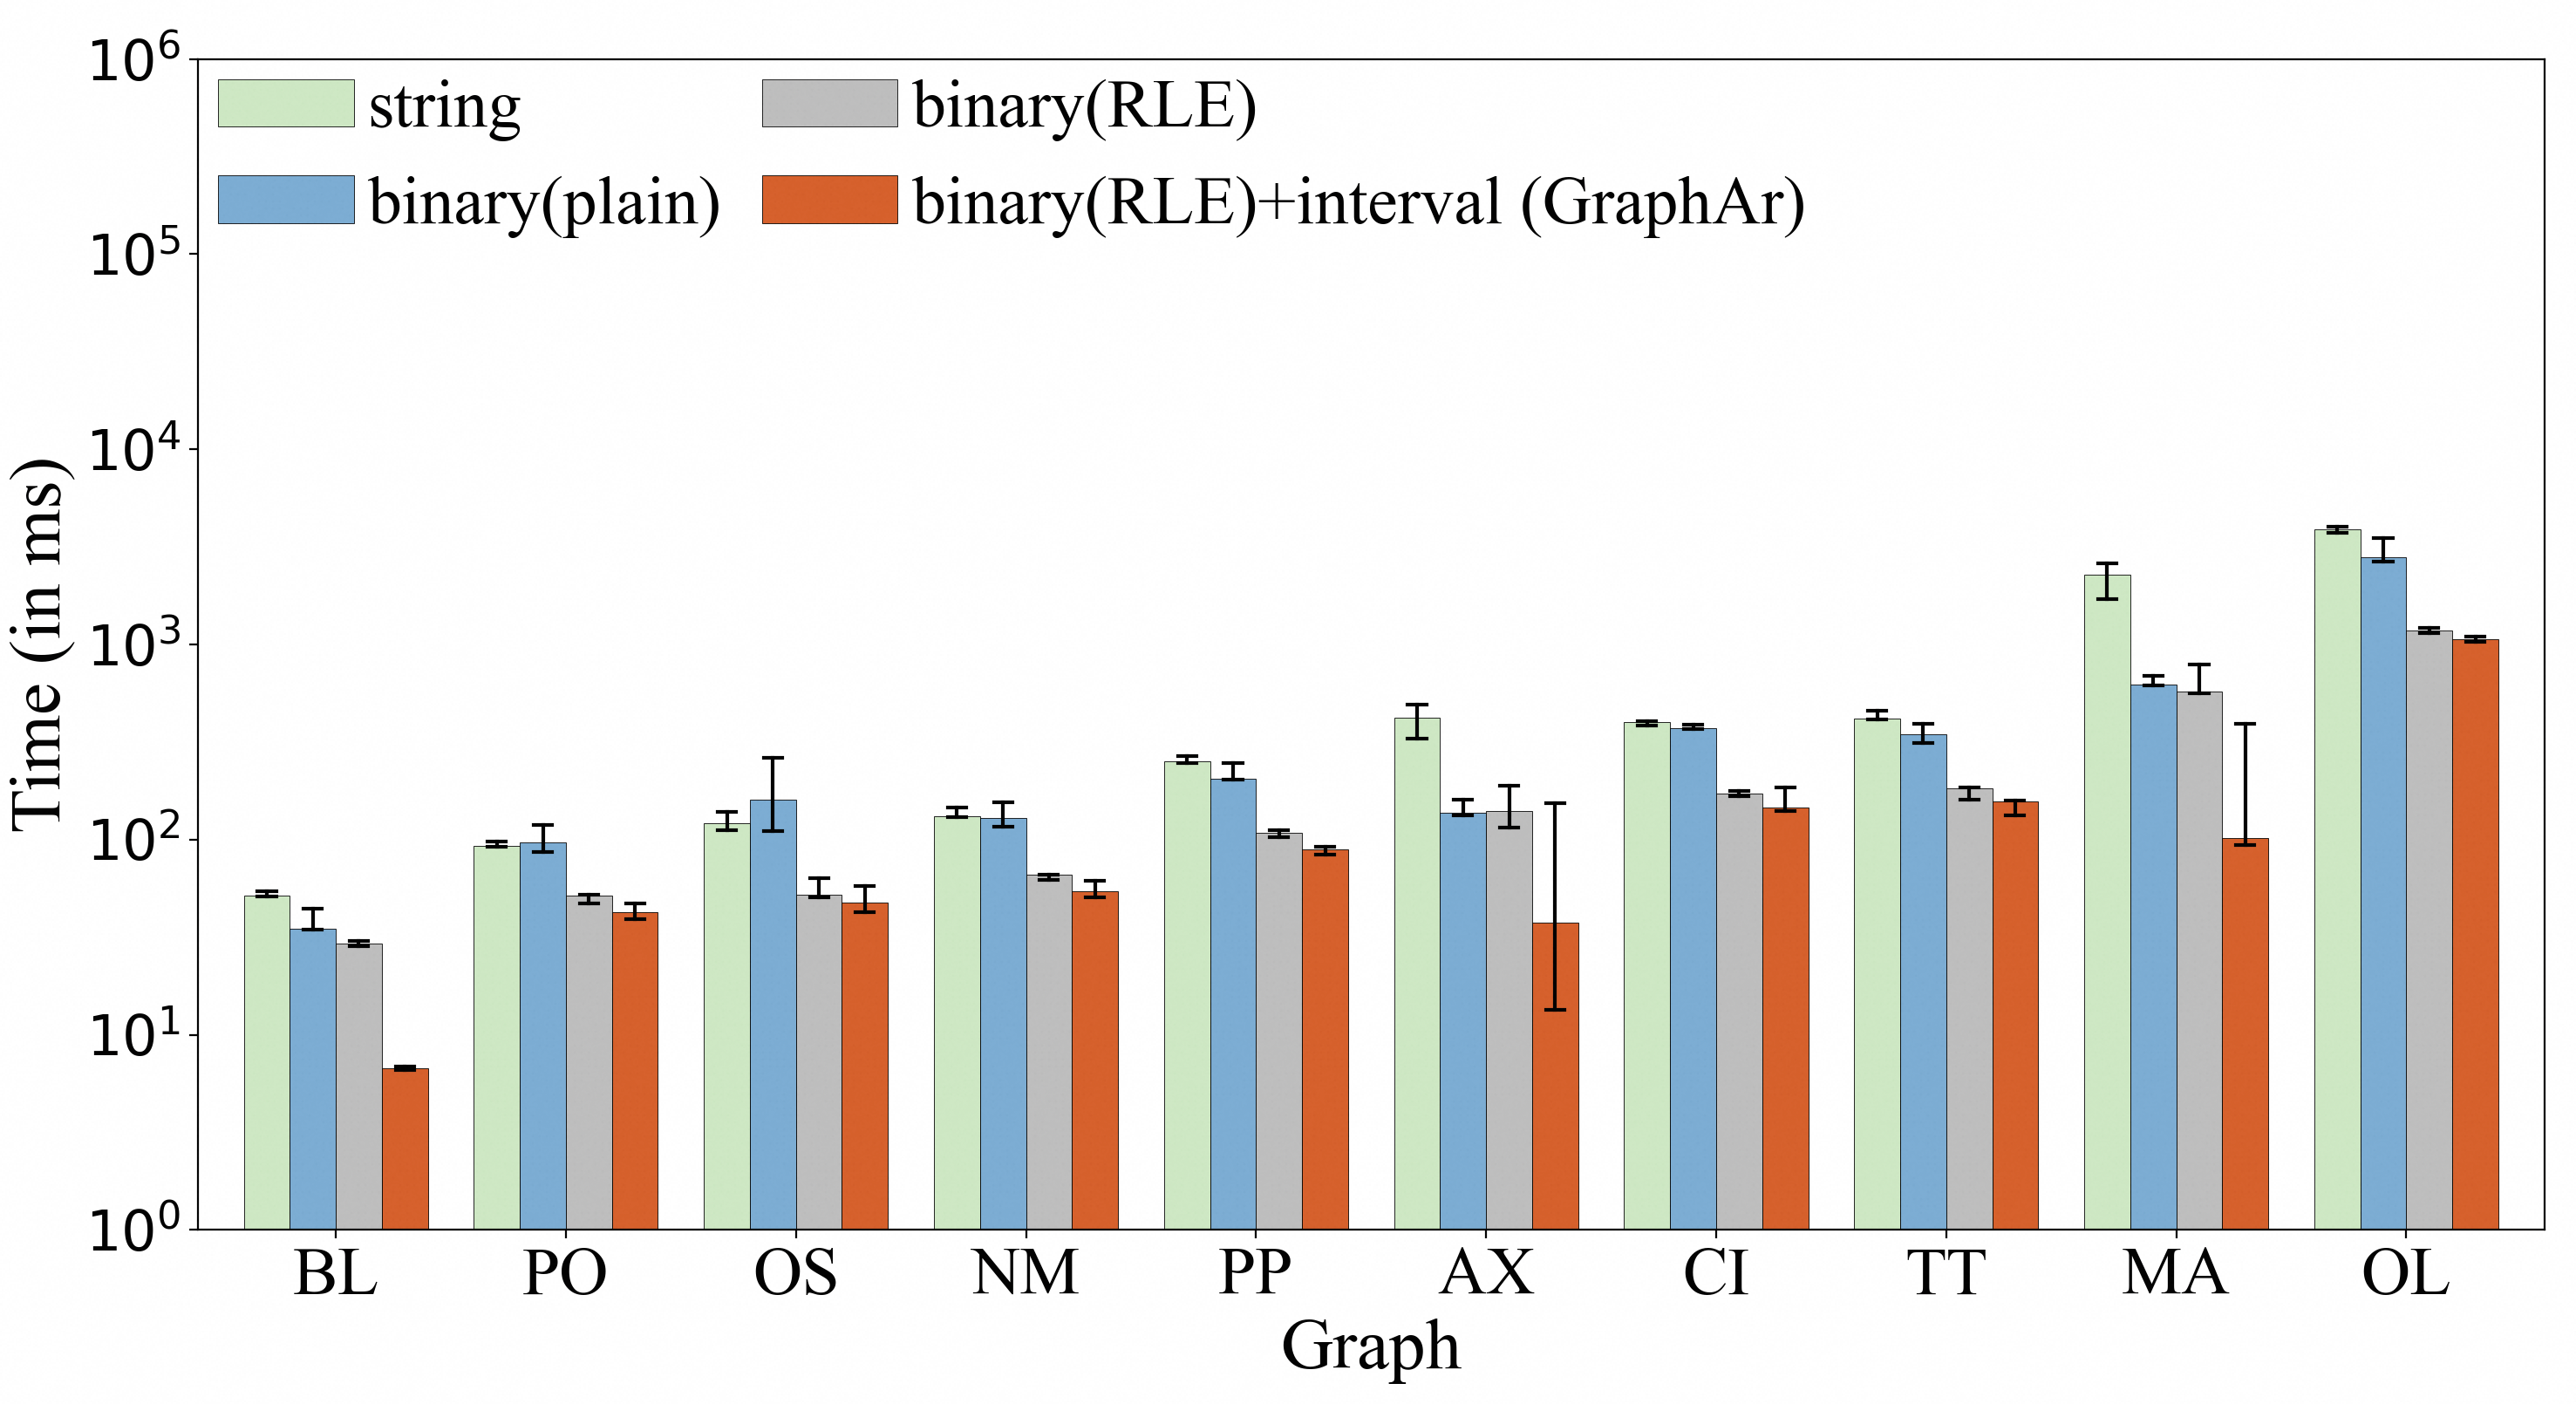 10^6
10^5
10^4
10^3
10^2
10^1
10^0
Time (in ms)
string
binary(plain)
binary(RLE)
binary(RLE)+interval (GraphAr)
BL PO OS NM PP AX CI TT MA OL
Graph